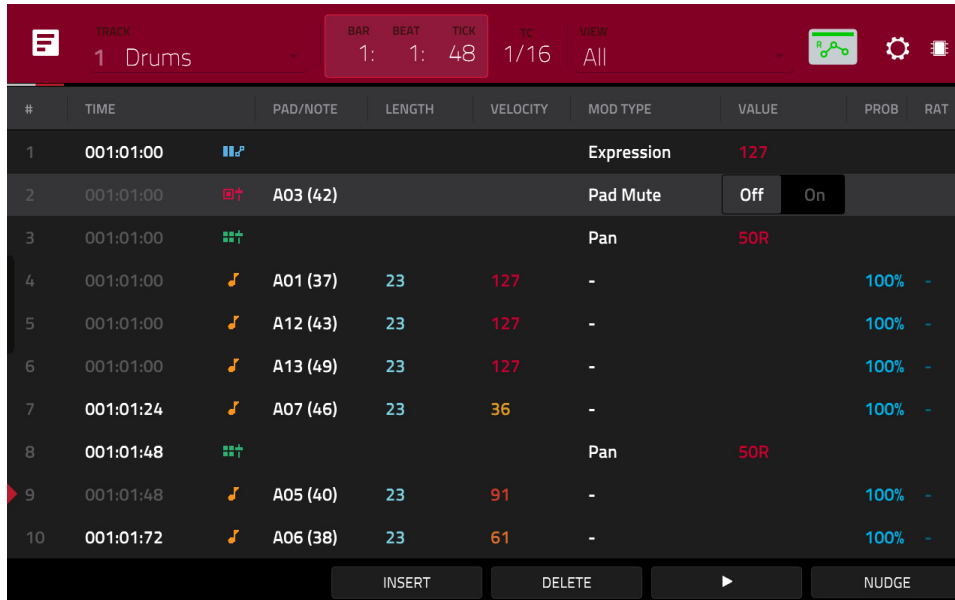 TRACK BAR BEAT TICK TC VIEW
1 Drums 1: 1: 48 1/16 All
R
# TIME PAD/NOTE LENGTH VELOCITY MOD TYPE VALUE PROB RAT
1 001:01:00 Expression 127
2 001:01:00 A03 (42) Pad Mute Off On
3 001:01:00 Pan 50R
4 001:01:00 A01 (37) 23 127 - 100% -
5 001:01:00 A12 (43) 23 127 - 100% -
6 001:01:00 A13 (49) 23 127 - 100% -
7 001:01:24 A07 (46) 23 36 - 100% -
8 001:01:48 Pan 50R
9 001:01:48 A05 (40) 23 91 - 100% -
10 001:01:72 A06 (38) 23 61 - 100% -
INSERT DELETE NUDGE